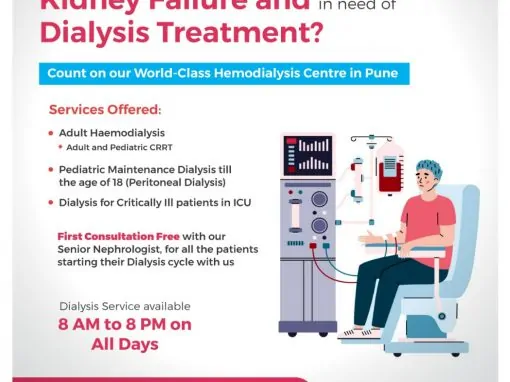 Kidney Failure and in need of
Dialysis Treatment?
Count on our World-Class Hemodialysis Centre in Pune
Services Offered:
• Adult Haemodialysis
• Adult and Pediatric CRRT
• Pediatric Maintenance Dialysis till
the age of 18 (Peritoneal Dialysis)
• Dialysis for Critically Ill patients in ICU
First Consultation Free with our
Senior Nephrologist, for all the patients
starting their Dialysis cycle with us
Dialysis Service available
8 AM to 8 PM on
All Days